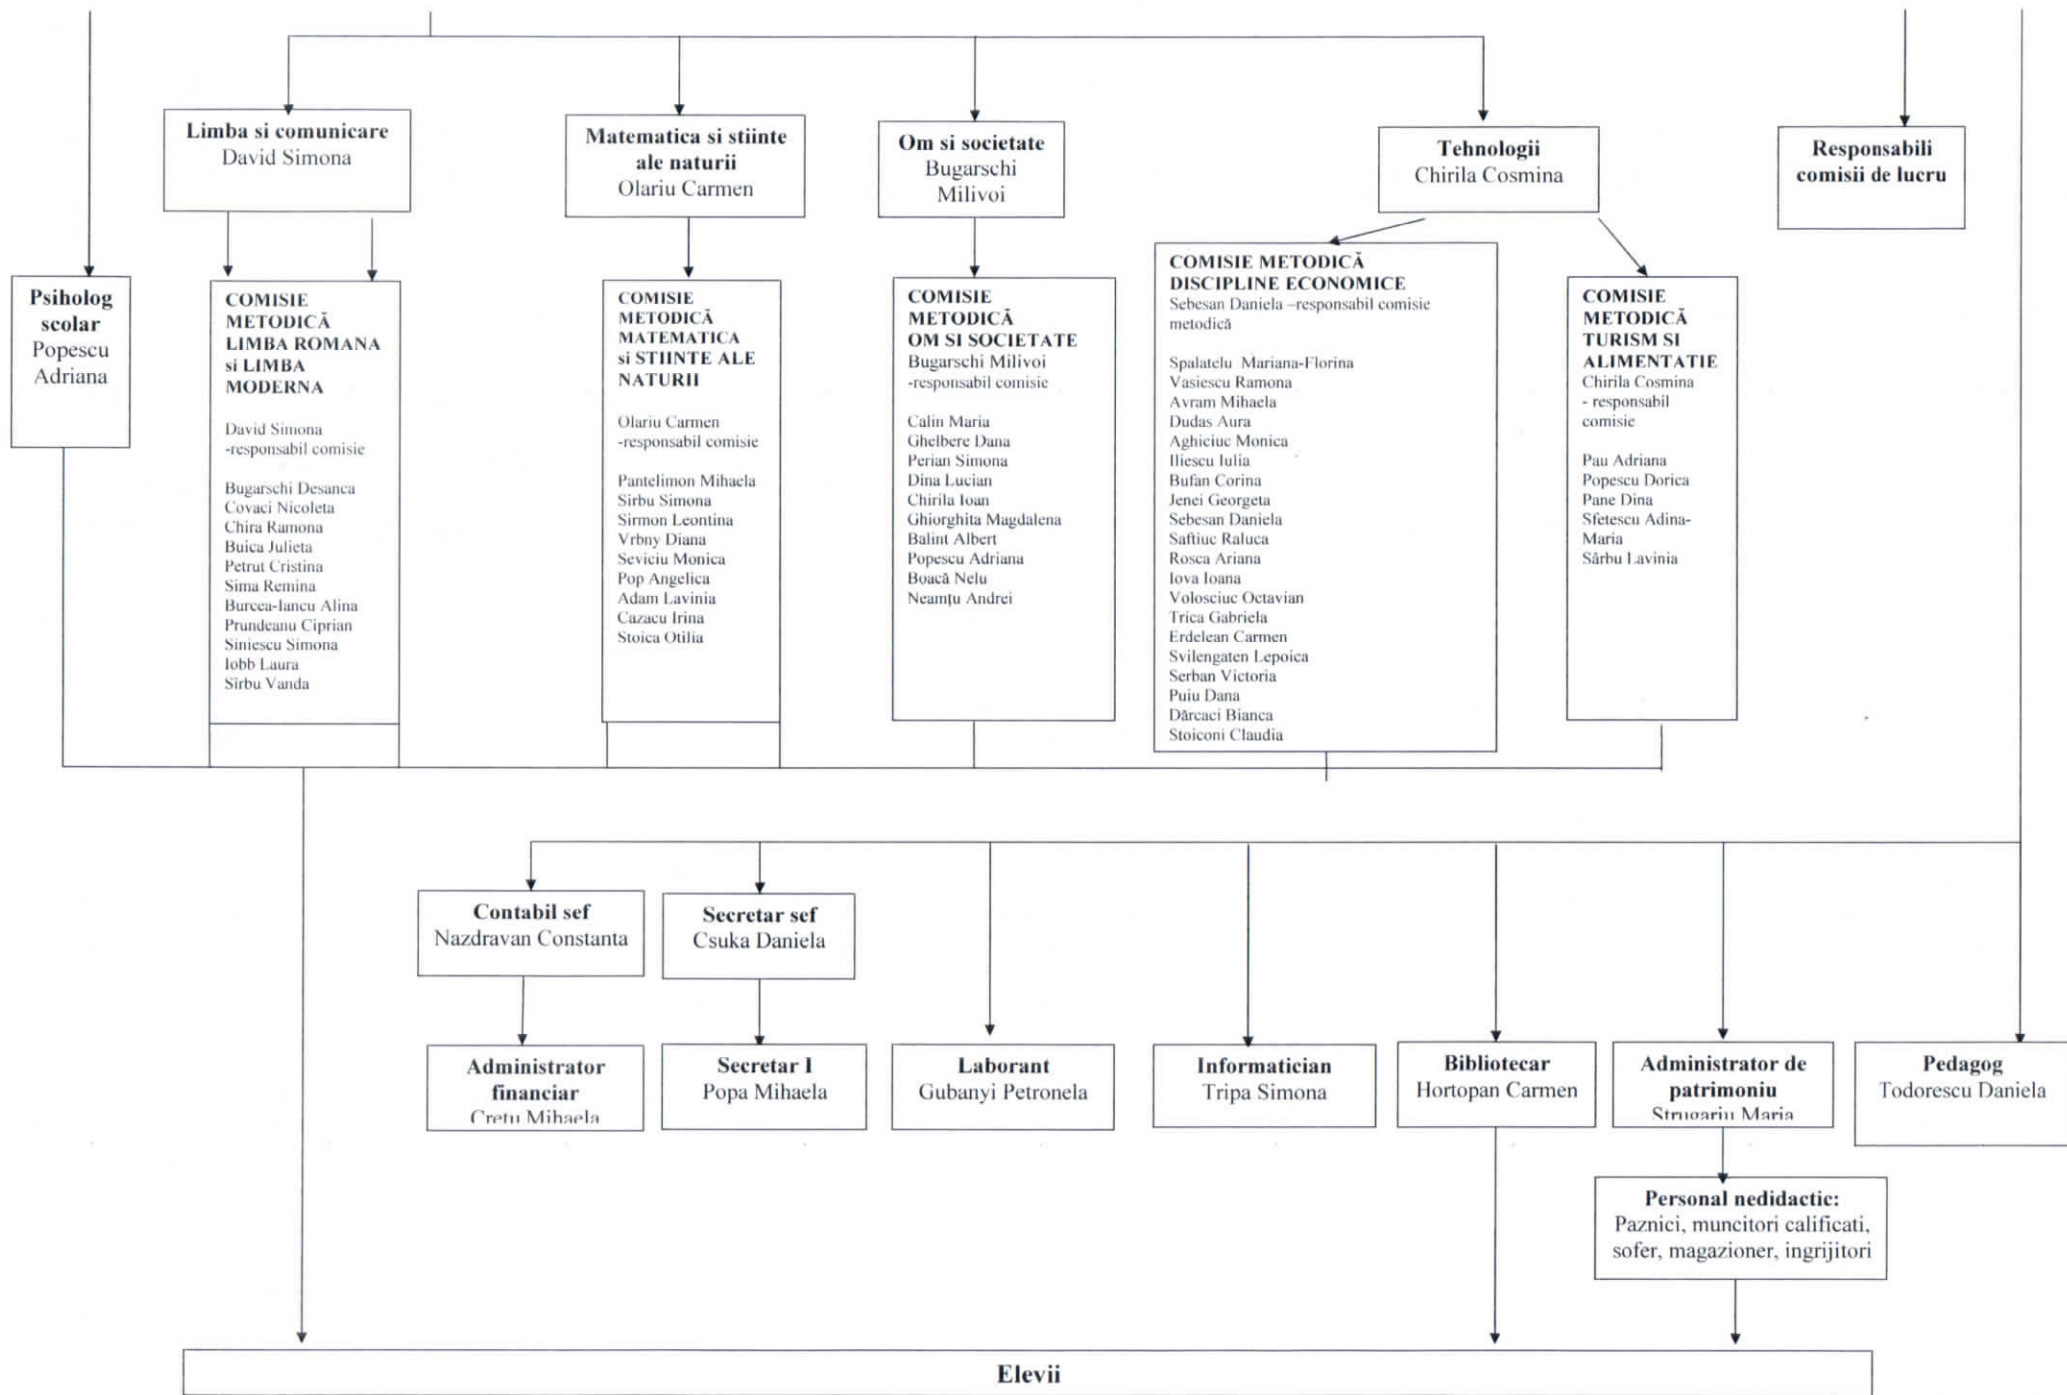 Limba si comunicare
David Simona
Matematica si stiinte
ale naturii
Olariu Carmen
Om si societate
Bugarschi
Milivoi
Tehnologii
Chirila Cosmina
Responsabili
comisii de lucru
Psiholog
scolar
Popescu
Adriana
COMISIE
METODICĂ
LIMBA ROMANA
si LIMBA
MODERNA
David Simona
-responsabil comisie
Bugarschi Desanca
Covaci Nicoleta
Chira Ramona
Buica Julieta
Petrut Cristina
Sima Remina
Burcea-Iancu Alina
Prundeanu Ciprian
Siniescu Simona
Iobb Laura
Sîrbu Vanda
COMISIE
METODICĂ
MATEMATICA
si STIINTE ALE
NATURII
Olariu Carmen
-responsabil comisie
Pantelimon Mihaela
Sirbu Simona
Sirmon Leontina
Vrbny Diana
Seviciu Monica
Pop Angelica
Adam Lavinia
Cazacu Irina
Stoica Otilia
COMISIE
METODICĂ
OM SI SOCIETATE
Bugarschi Milivoi
-responsabil comisie
Calin Maria
Ghelbere Dana
Perian Simona
Dina Lucian
Chirila Ioan
Ghiorghita Magdalena
Balint Albert
Popescu Adriana
Boacă Nelu
Neamțu Andrei
COMISIE METODICĂ
DISCIPLINE ECONOMICE
Sebesan Daniela –responsabil comisie
metodică
Spalatelu Mariana-Florina
Vasiescu Ramona
Avram Mihaela
Dudas Aura
Aghiciuc Monica
Iliescu Iulia
Bufan Corina
Jenei Georgeta
Sebesan Daniela
Saftiuc Raluca
Rosca Ariana
Iova Ioana
Volosciuc Octavian
Trica Gabriela
Erdelean Carmen
Svilengaten Lepoica
Serban Victoria
Puiu Dana
Dărcaci Bianca
Stoiconi Claudia
COMISIE
METODICĂ
TURISM SI
ALIMENTATIE
Chirila Cosmina
- responsabil
comisie
Pau Adriana
Popescu Dorica
Pane Dina
Sfetescu Adina-
Maria
Sârbu Lavinia
Contabil sef
Nazdravan Constanta
Secretar sef
Csuka Daniela
Administrator
financiar
Cretu Mihaela
Secretar I
Popa Mihaela
Laborant
Gubanyi Petronela
Informatician
Tripa Simona
Bibliotecar
Hortopan Carmen
Administrator de
patrimoniu
Strugariu Maria
Pedagog
Todorescu Daniela
Personal nedidactic:
Paznici, muncitori calificati,
sofer, magazioner, ingrijitori
Elevii